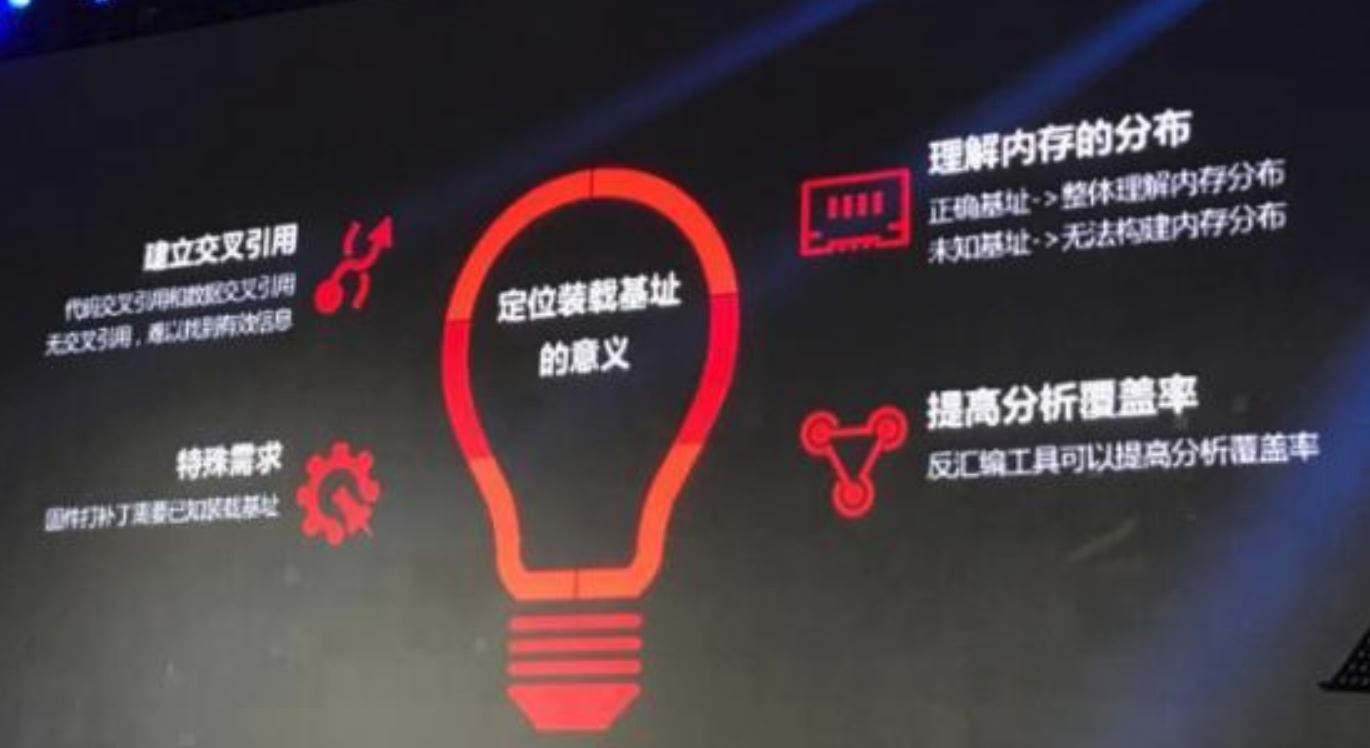 建立交叉引用
代码交叉引用和数据交叉引用
无交叉引用，难以找到有效信息
特殊需求
固件打补丁需要已知装载基址
定位装载基址
的意义
理解内存的分布
正确基址->整体理解内存分布
未知基址->无法构建内存分布
提高分析覆盖率
反汇编工具可以提高分析覆盖率